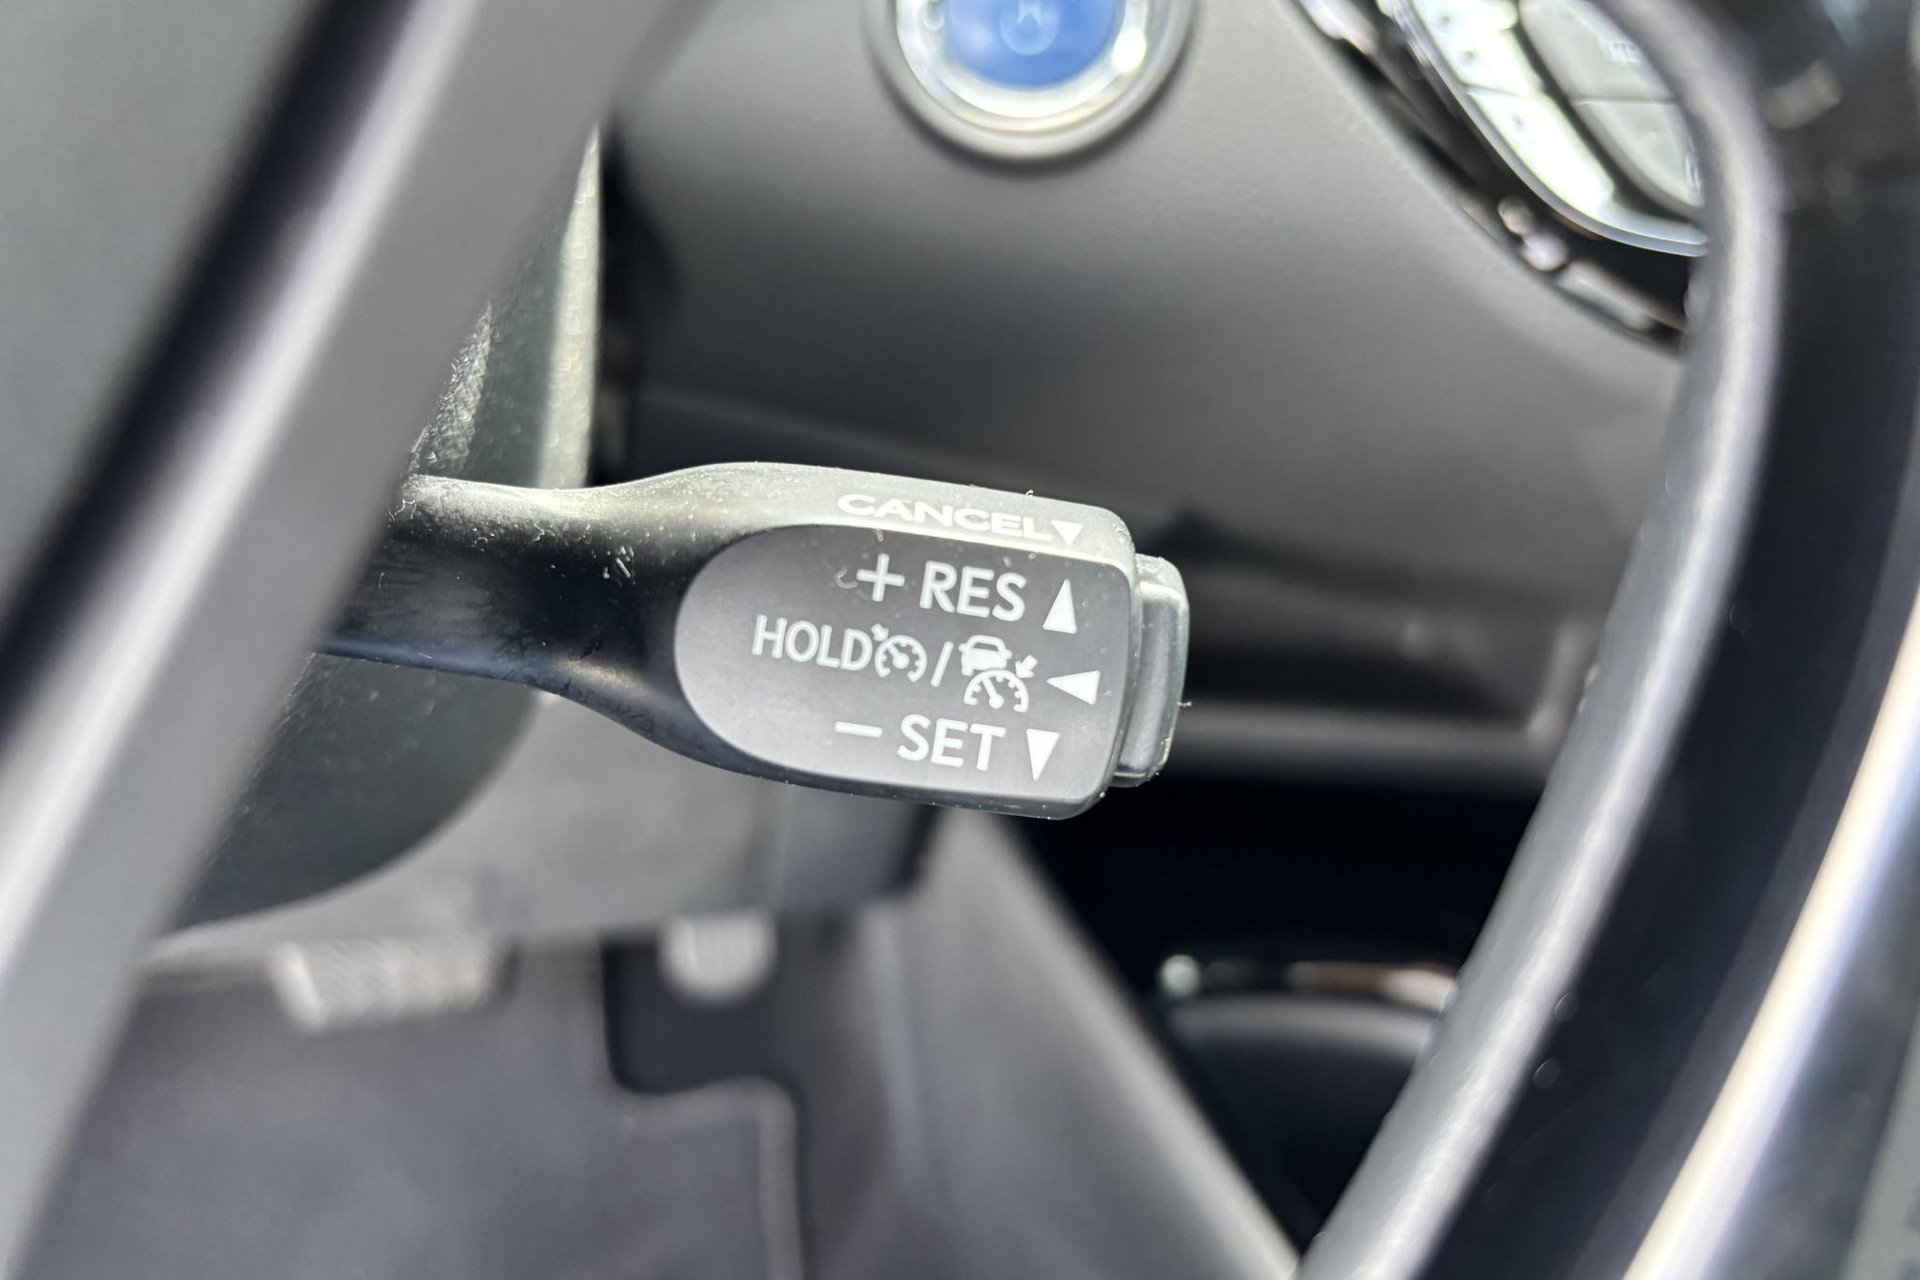 CANCEL▼
+ RES ▲
HOLD / ◀
− SET ▼